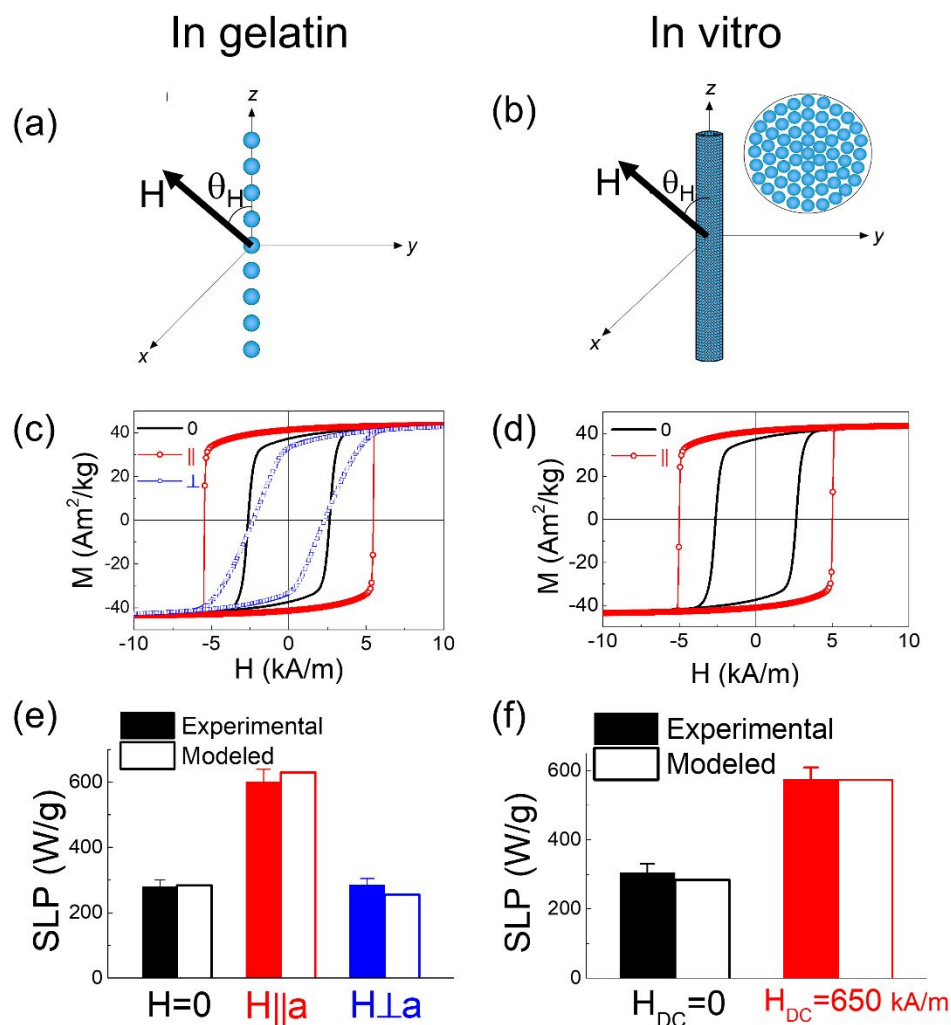 In gelatin
In vitro
(a)
z
H
θH
y
x
(b)
z
H
θH
y
x
(c)
0
||
⊥
M (Am²/kg)
40
20
0
-20
-40
-10
-5
0
5
10
H (kA/m)
(d)
0
||
M (Am²/kg)
40
20
0
-20
-40
-10
-5
0
5
10
H (kA/m)
(e)
Experimental
Modeled
SLP (W/g)
600
400
200
0
H=0
H||a
H⊥a
(f)
Experimental
Modeled
SLP (W/g)
600
400
200
0
HDC=0
HDC=650 kA/m